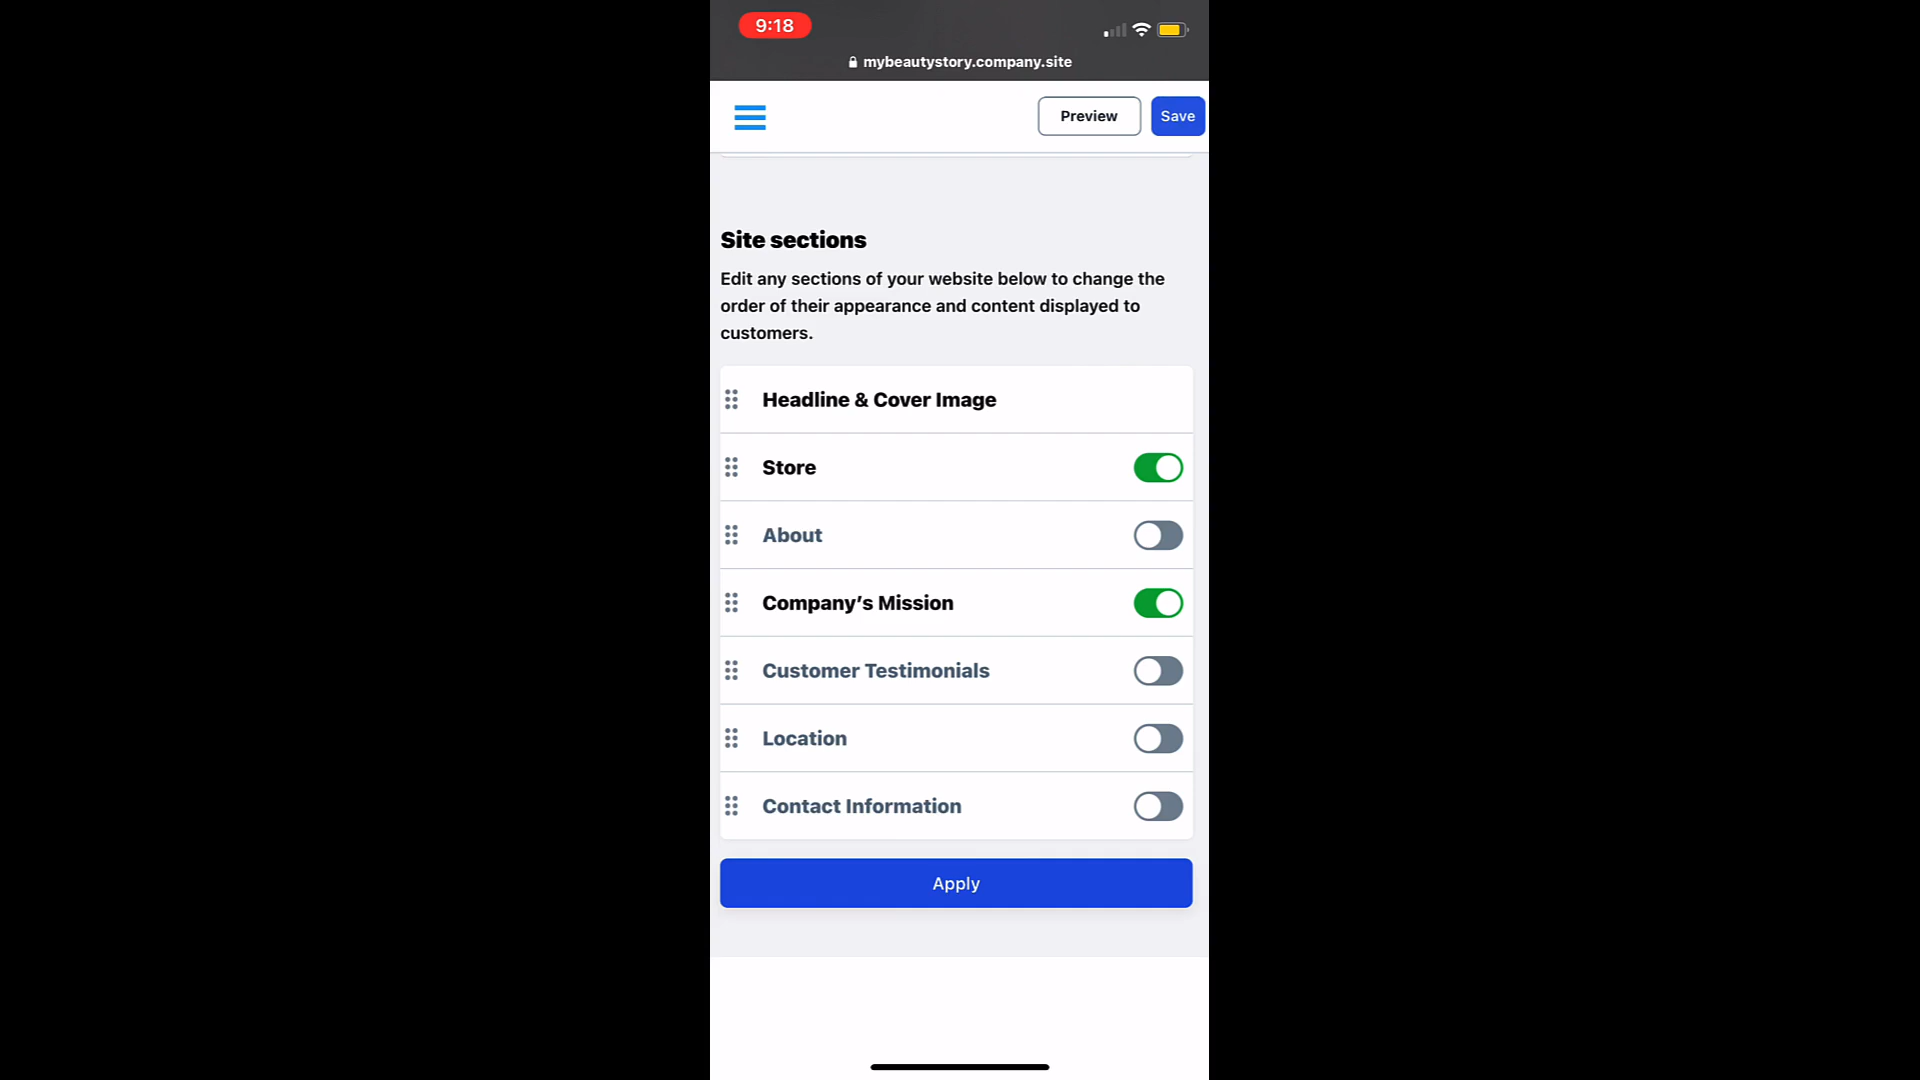 9:18
mybeautystory.company.site
Preview
Save
Site sections
Edit any sections of your website below to change the
order of their appearance and content displayed to
customers.
Headline & Cover Image
Store
About
Company’s Mission
Customer Testimonials
Location
Contact Information
Apply